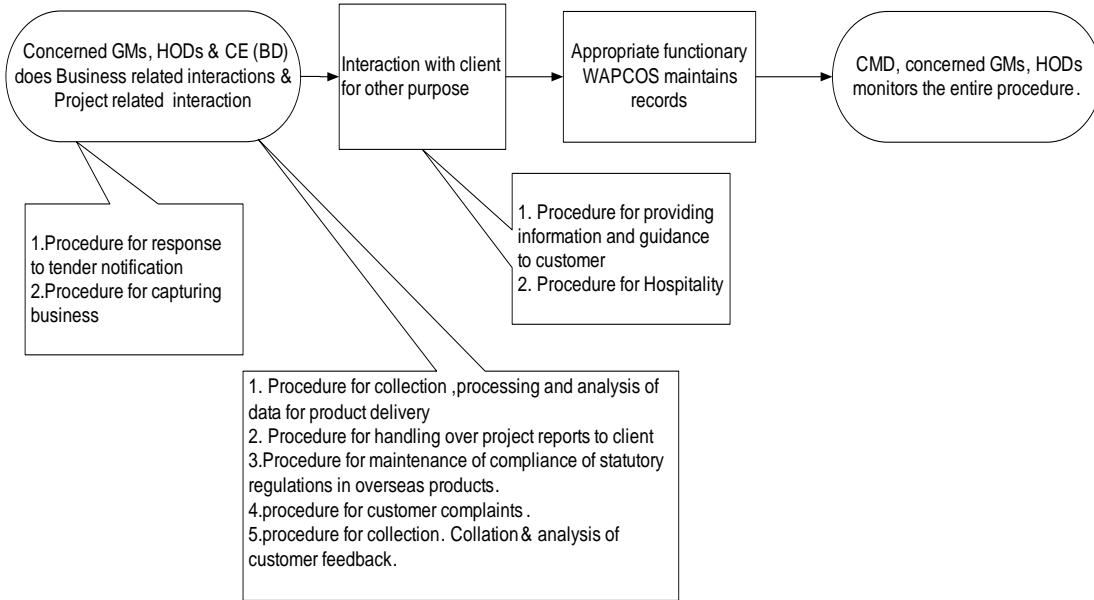 Concerned GMs, HODs & CE (BD)
does Business related interactions &
Project related interaction
Interaction with client
for other purpose
Appropriate functionary
WAPCOS maintains
records
CMD, concerned GMs, HODs
monitors the entire procedure.
1.Procedure for response
to tender notification
2.Procedure for capturing
business
1. Procedure for providing
information and guidance
to customer
2. Procedure for Hospitality
1. Procedure for collection ,processing and analysis of
data for product delivery
2. Procedure for handling over project reports to client
3.Procedure for maintenance of compliance of statutory
regulations in overseas products.
4.procedure for customer complaints .
5.procedure for collection. Collation & analysis of
customer feedback.